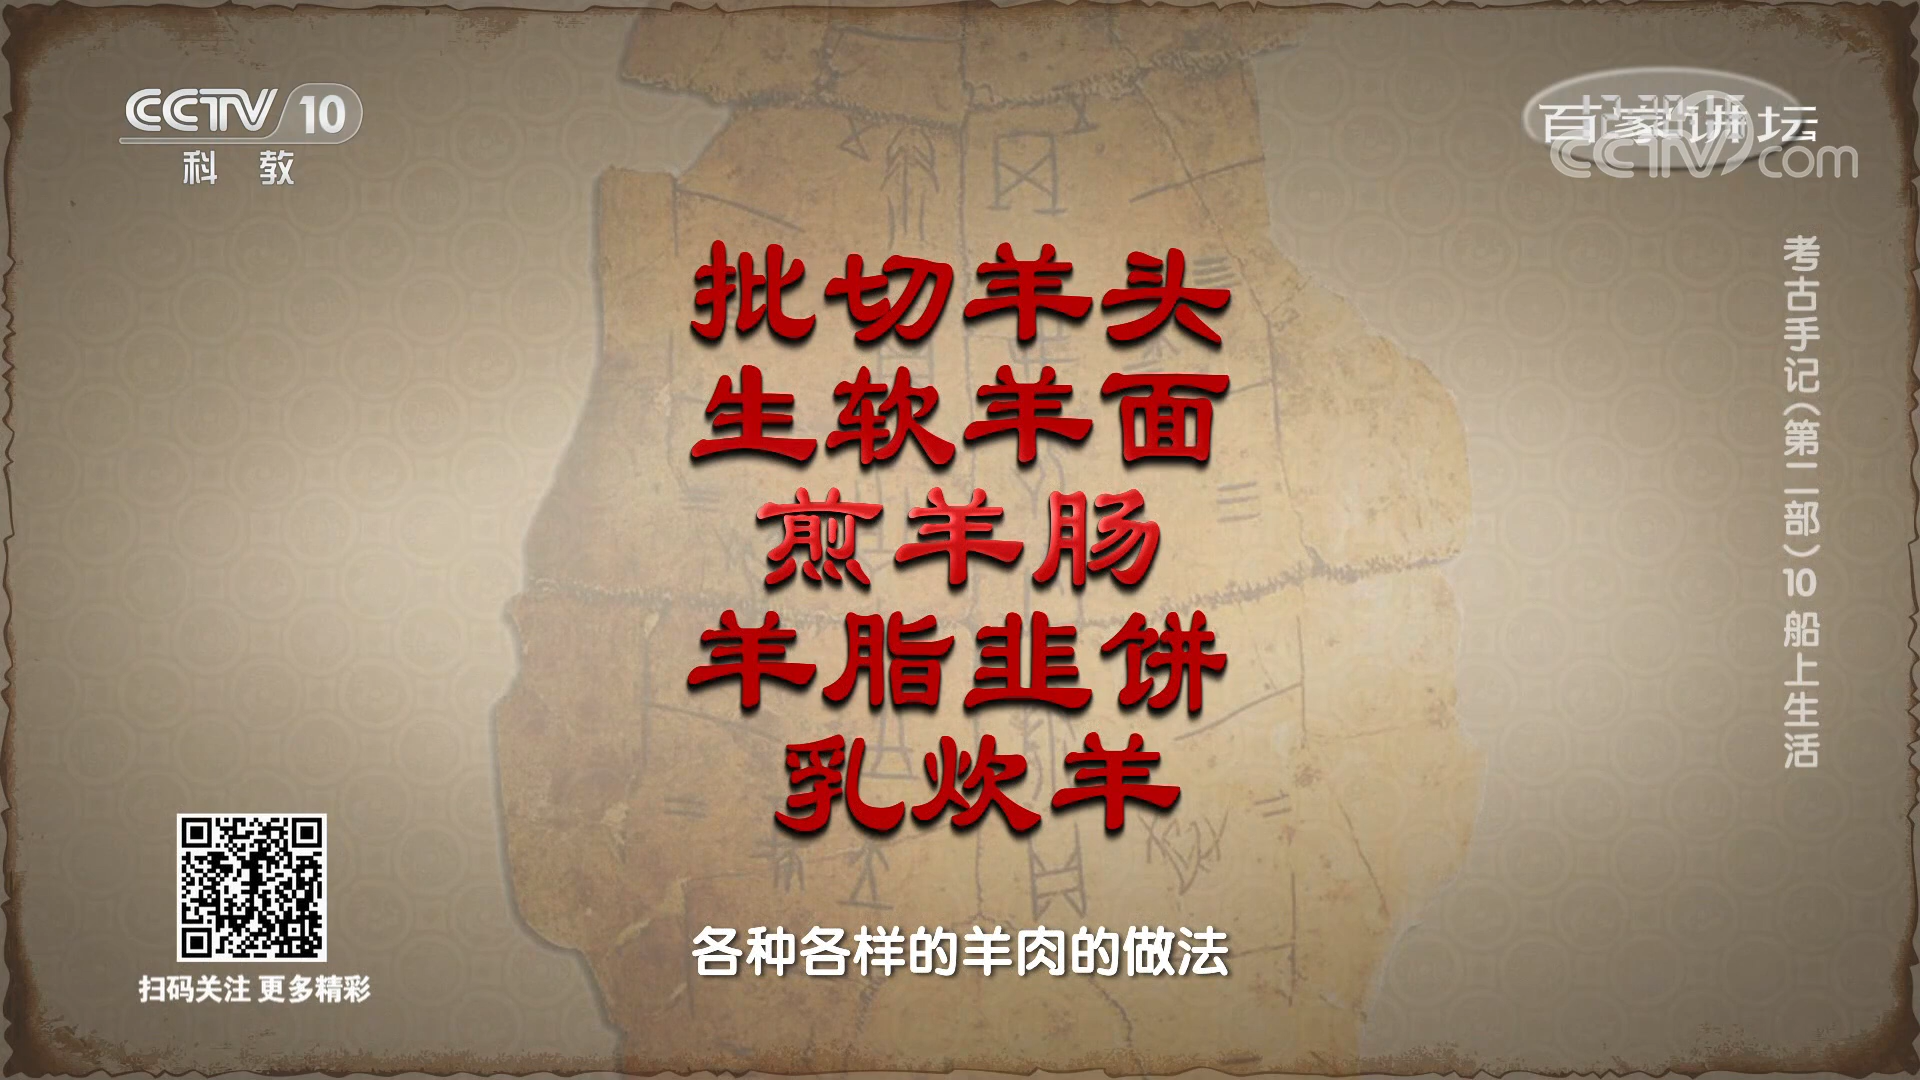 CCTV 10
科 教
百家讲坛
CCTV.com
考古手记(第二部)10 船上生活
批切羊头
生软羊面
煎羊肠
羊脂韭饼
乳炊羊
各种各样的羊肉的做法
扫码关注 更多精彩